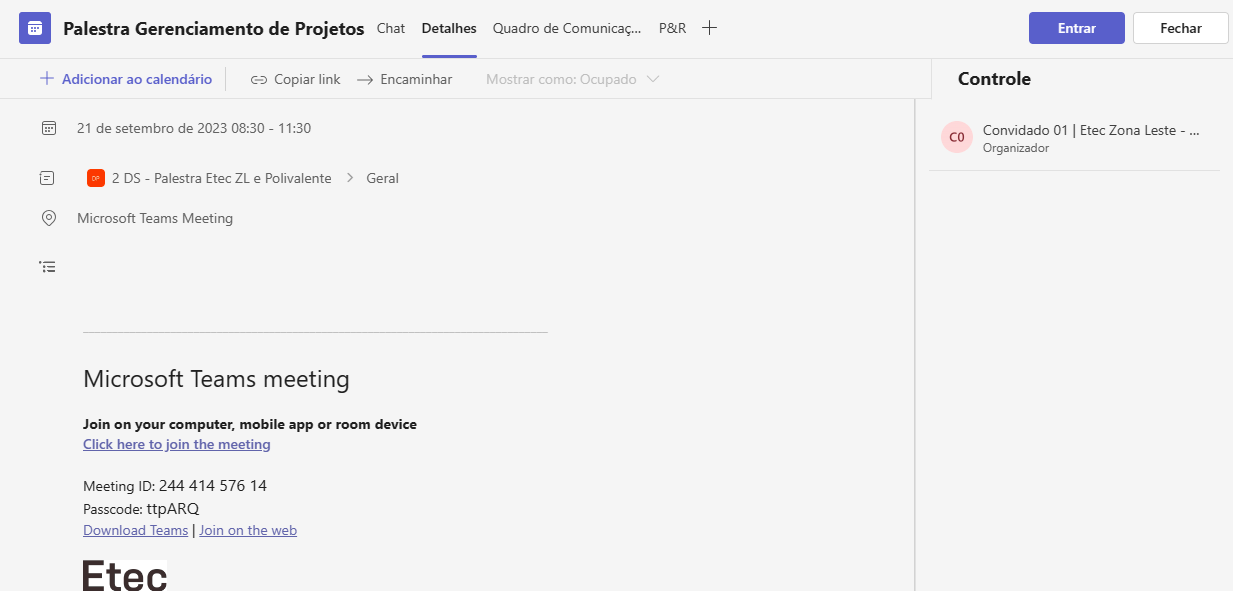 Palestra Gerenciamento de Projetos Chat Detalhes Quadro de Comunicaç... P&R Entrar Fechar
Adicionar ao calendário Copiar link Encaminhar Mostrar como: Ocupado
Controle
21 de setembro de 2023 08:30 - 11:30
C0 Convidado 01 | Etec Zona Leste - ...
Organizador
DP 2 DS - Palestra Etec ZL e Polivalente > Geral
Microsoft Teams Meeting
Microsoft Teams meeting
Join on your computer, mobile app or room device
Click here to join the meeting
Meeting ID: 244 414 576 14
Passcode: ttpARQ
Download Teams | Join on the web
Etec